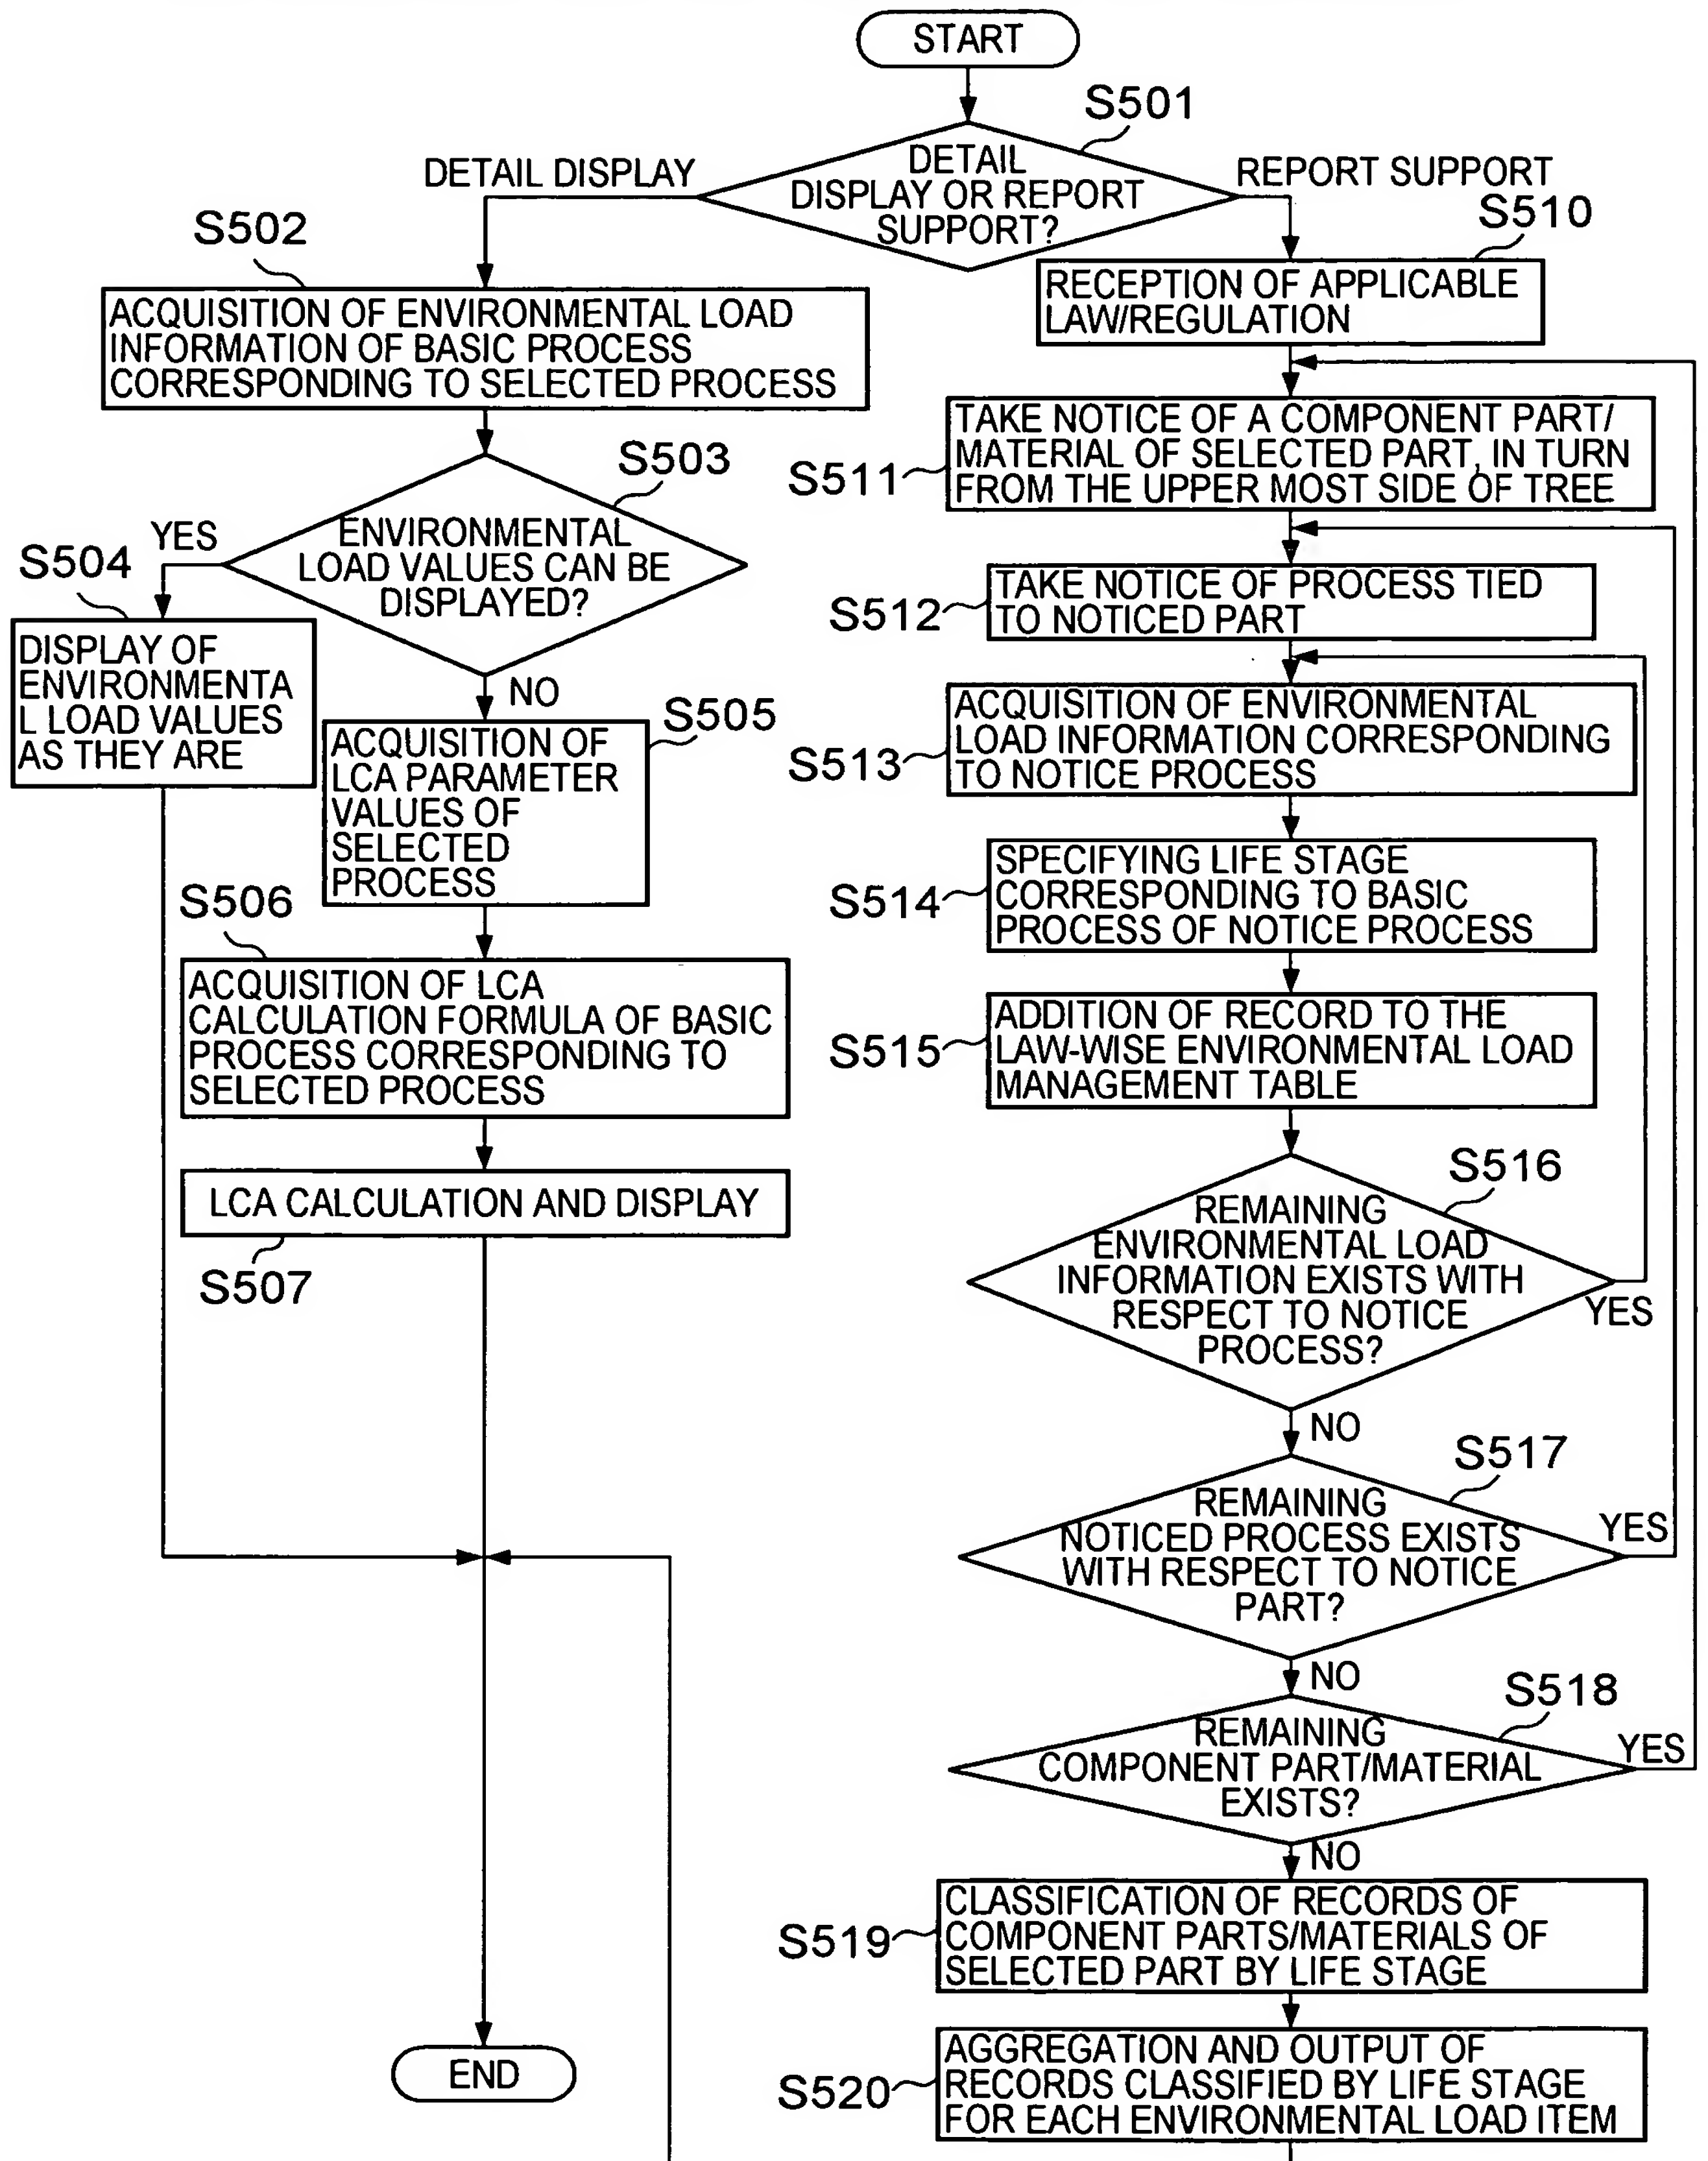 START
S501
DETAIL
DISPLAY OR REPORT
SUPPORT?
DETAIL DISPLAY
REPORT SUPPORT
S502
ACQUISITION OF ENVIRONMENTAL LOAD
INFORMATION OF BASIC PROCESS
CORRESPONDING TO SELECTED PROCESS
S503
ENVIRONMENTAL
LOAD VALUES CAN BE
DISPLAYED?
YES
S504
DISPLAY OF
ENVIRONMENTA
L LOAD VALUES
AS THEY ARE
NO
S505
ACQUISITION OF
LCA PARAMETER
VALUES OF
SELECTED
PROCESS
S506
ACQUISITION OF LCA
CALCULATION FORMULA OF BASIC
PROCESS CORRESPONDING TO
SELECTED PROCESS
LCA CALCULATION AND DISPLAY
S507
END
S510
RECEPTION OF APPLICABLE
LAW/REGULATION
S511
TAKE NOTICE OF A COMPONENT PART/
MATERIAL OF SELECTED PART, IN TURN
FROM THE UPPER MOST SIDE OF TREE
S512
TAKE NOTICE OF PROCESS TIED
TO NOTICED PART
S513
ACQUISITION OF ENVIRONMENTAL
LOAD INFORMATION CORRESPONDING
TO NOTICE PROCESS
S514
SPECIFYING LIFE STAGE
CORRESPONDING TO BASIC
PROCESS OF NOTICE PROCESS
S515
ADDITION OF RECORD TO THE
LAW-WISE ENVIRONMENTAL LOAD
MANAGEMENT TABLE
S516
REMAINING
ENVIRONMENTAL LOAD
INFORMATION EXISTS WITH
RESPECT TO NOTICE
PROCESS?
YES
NO
S517
REMAINING
NOTICED PROCESS EXISTS
WITH RESPECT TO NOTICE
PART?
YES
NO
S518
REMAINING
COMPONENT PART/MATERIAL
EXISTS?
YES
NO
S519
CLASSIFICATION OF RECORDS OF
COMPONENT PARTS/MATERIALS OF
SELECTED PART BY LIFE STAGE
S520
AGGREGATION AND OUTPUT OF
RECORDS CLASSIFIED BY LIFE STAGE
FOR EACH ENVIRONMENTAL LOAD ITEM